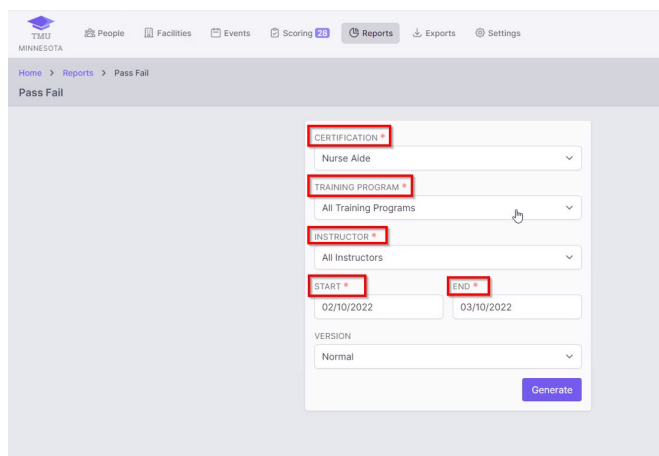 TMU
MINNESOTA
People Facilities Events Scoring 28 Reports Exports Settings
Home > Reports > Pass Fail
Pass Fail
CERTIFICATION *
Nurse Aide
TRAINING PROGRAM *
All Training Programs
INSTRUCTOR *
All Instructors
START * END *
02/10/2022 03/10/2022
VERSION
Normal
Generate